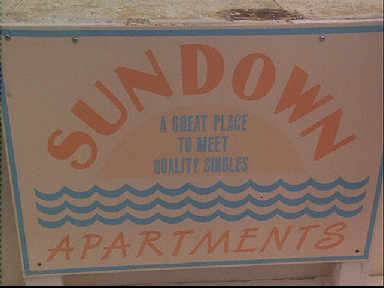 SUNDOWN
A GREAT PLACE
TO MEET
QUALITY SINGLES
APARTMENTS